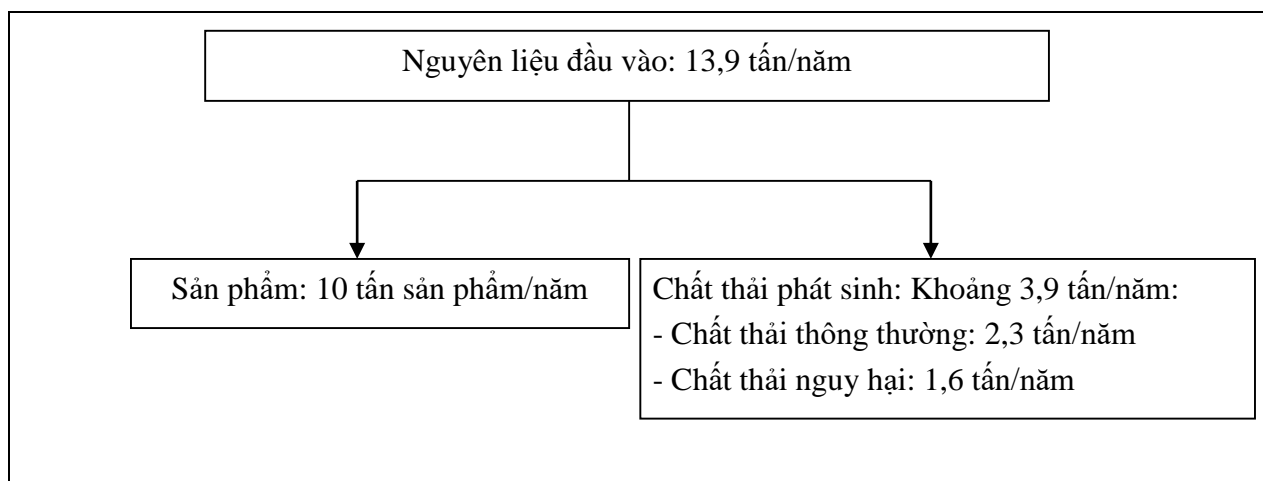 Nguyên liệu đầu vào: 13,9 tấn/năm
Sản phẩm: 10 tấn sản phẩm/năm
Chất thải phát sinh: Khoảng 3,9 tấn/năm:
- Chất thải thông thường: 2,3 tấn/năm
- Chất thải nguy hại: 1,6 tấn/năm